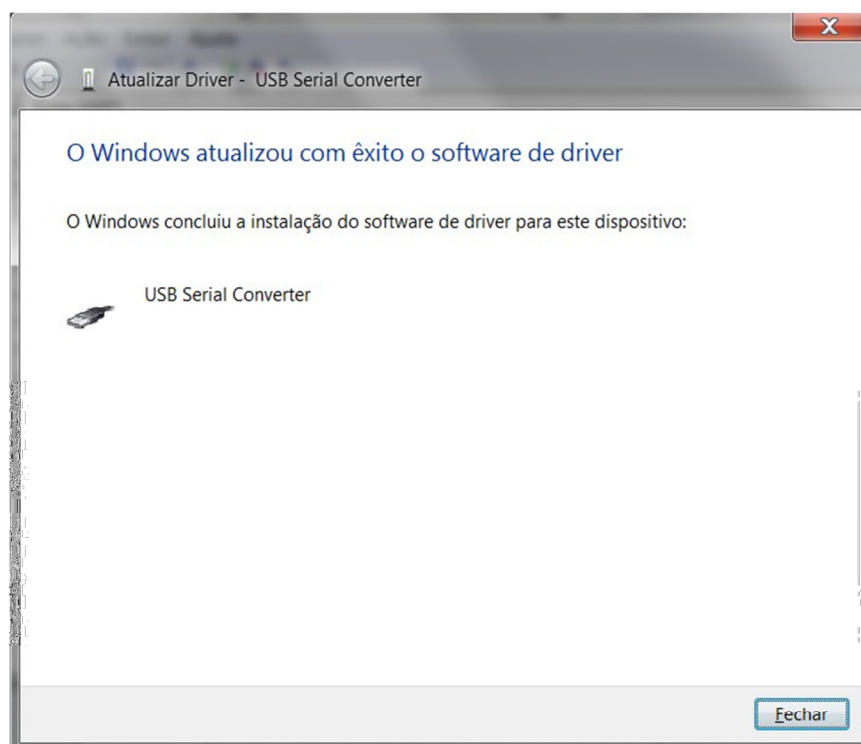 X
Atualizar Driver - USB Serial Converter
O Windows atualizou com êxito o software de driver
O Windows concluiu a instalação do software de driver para este dispositivo:
USB Serial Converter
Fechar